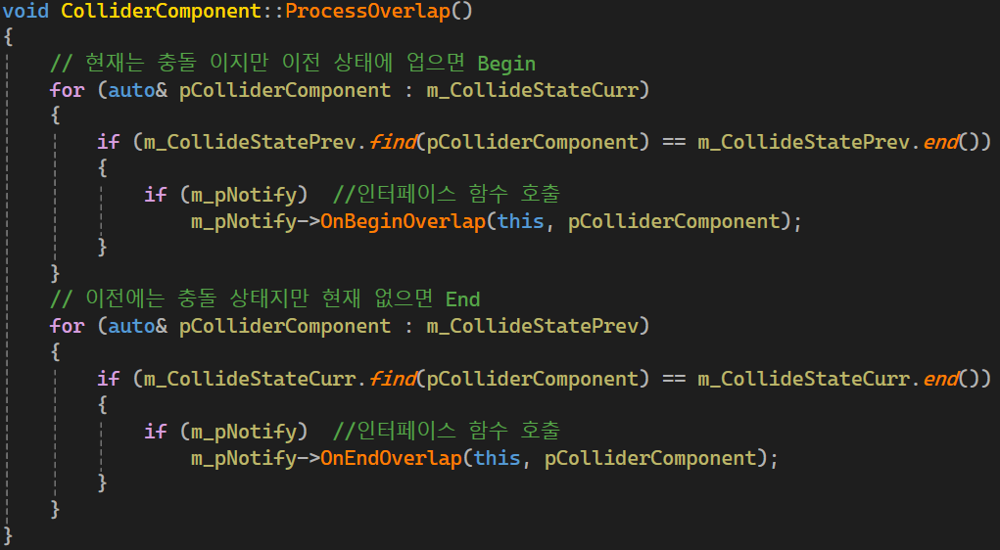 void ColliderComponent::ProcessOverlap()
{
    // 현재는 충돌 이지만 이전 상태에 업으면 Begin
    for (auto& pColliderComponent : m_CollideStateCurr)
    {
        if (m_CollideStatePrev.find(pColliderComponent) == m_CollideStatePrev.end())
        {
            if (m_pNotify)  //인터페이스 함수 호출
                m_pNotify->OnBeginOverlap(this, pColliderComponent);
        }
    }
    // 이전에는 충돌 상태지만 현재 없으면 End
    for (auto& pColliderComponent : m_CollideStatePrev)
    {
        if (m_CollideStateCurr.find(pColliderComponent) == m_CollideStateCurr.end())
        {
            if (m_pNotify)  //인터페이스 함수 호출
                m_pNotify->OnEndOverlap(this, pColliderComponent);
        }
    }
}